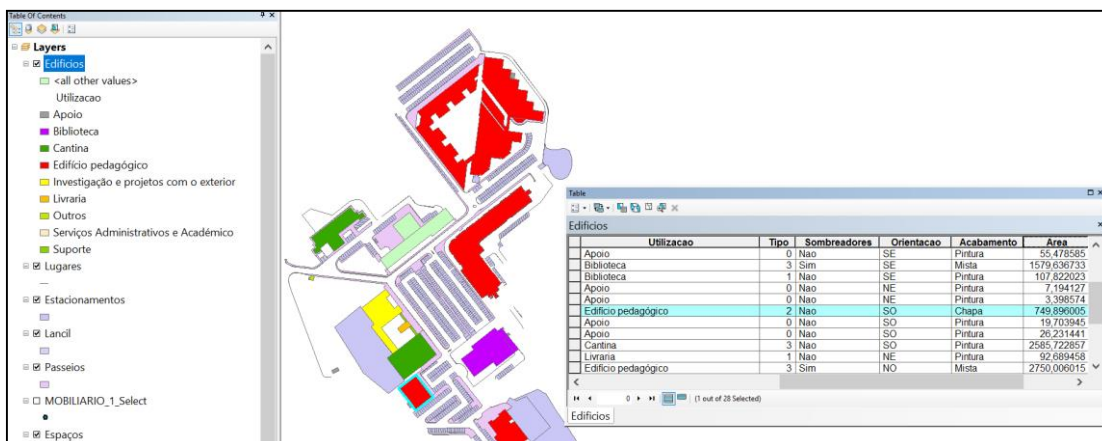 Table Of Contents
Layers
Edifícios
<all other values>
Utilizacao
Apoio
Biblioteca
Cantina
Edifício pedagógico
Investigação e projetos com o exterior
Livraria
Outros
Serviços Administrativos e Académico
Suporte
Lugares
Estacionamentos
Lancil
Passeios
MOBILIARIO_1_Select
Espaços
Table
Edifícios
Utilizacao Tipo Sombreadores Orientacao Acabamento Area
Apoio 0 Nao SE Pintura 55,478585
Biblioteca 3 Sim SE Mista 1579,636733
Biblioteca 1 Nao SE Pintura 107,822023
Apoio 0 Nao NE Pintura 7,194127
Apoio 0 Nao NE Pintura 3,398574
Edifício pedagógico 2 Nao SO Chapa 749,896005
Apoio 0 Nao SO Pintura 19,703945
Apoio 0 Nao SO Pintura 26,231441
Cantina 3 Nao SO Pintura 2585,722857
Livraria 1 Nao NE Pintura 92,689458
Edifício pedagógico 3 Sim NO Mista 2750,006015
0 (1 out of 28 Selected)
Edifícios